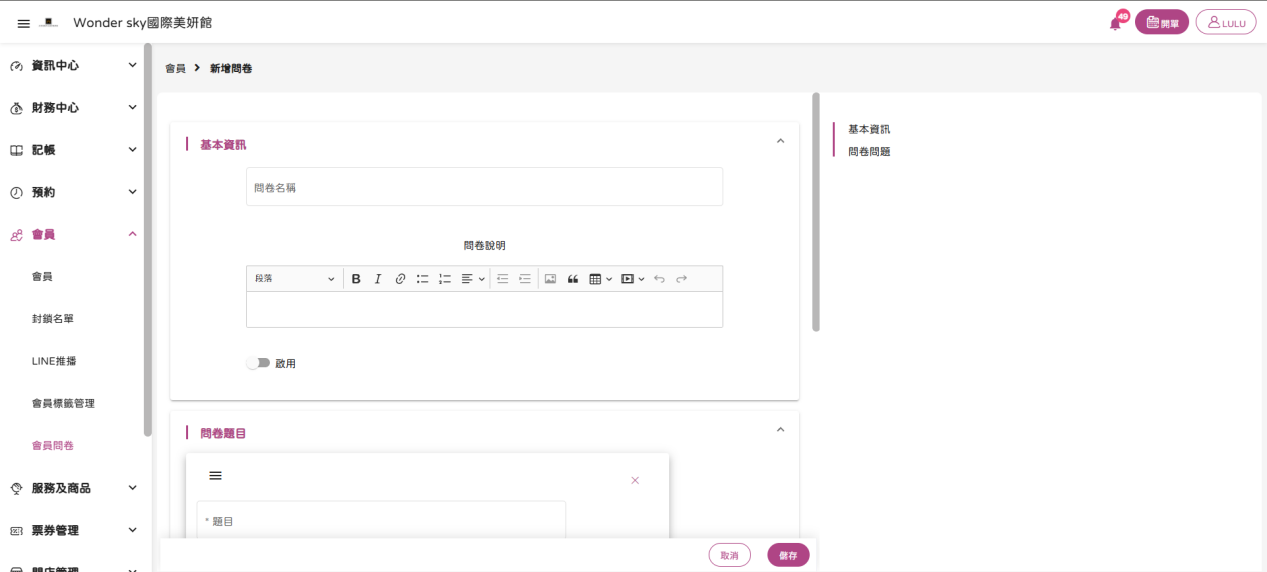 Wonder sky國際美妍館
49
開單
LULU
資訊中心
財務中心
記帳
預約
會員
會員
封鎖名單
LINE推播
會員標籤管理
會員問卷
服務及商品
票券管理
會員 > 新增問卷
基本資訊
問卷名稱
問卷說明
段落
B I
啟用
問卷題目
* 題目
取消
儲存
基本資訊
問卷問題